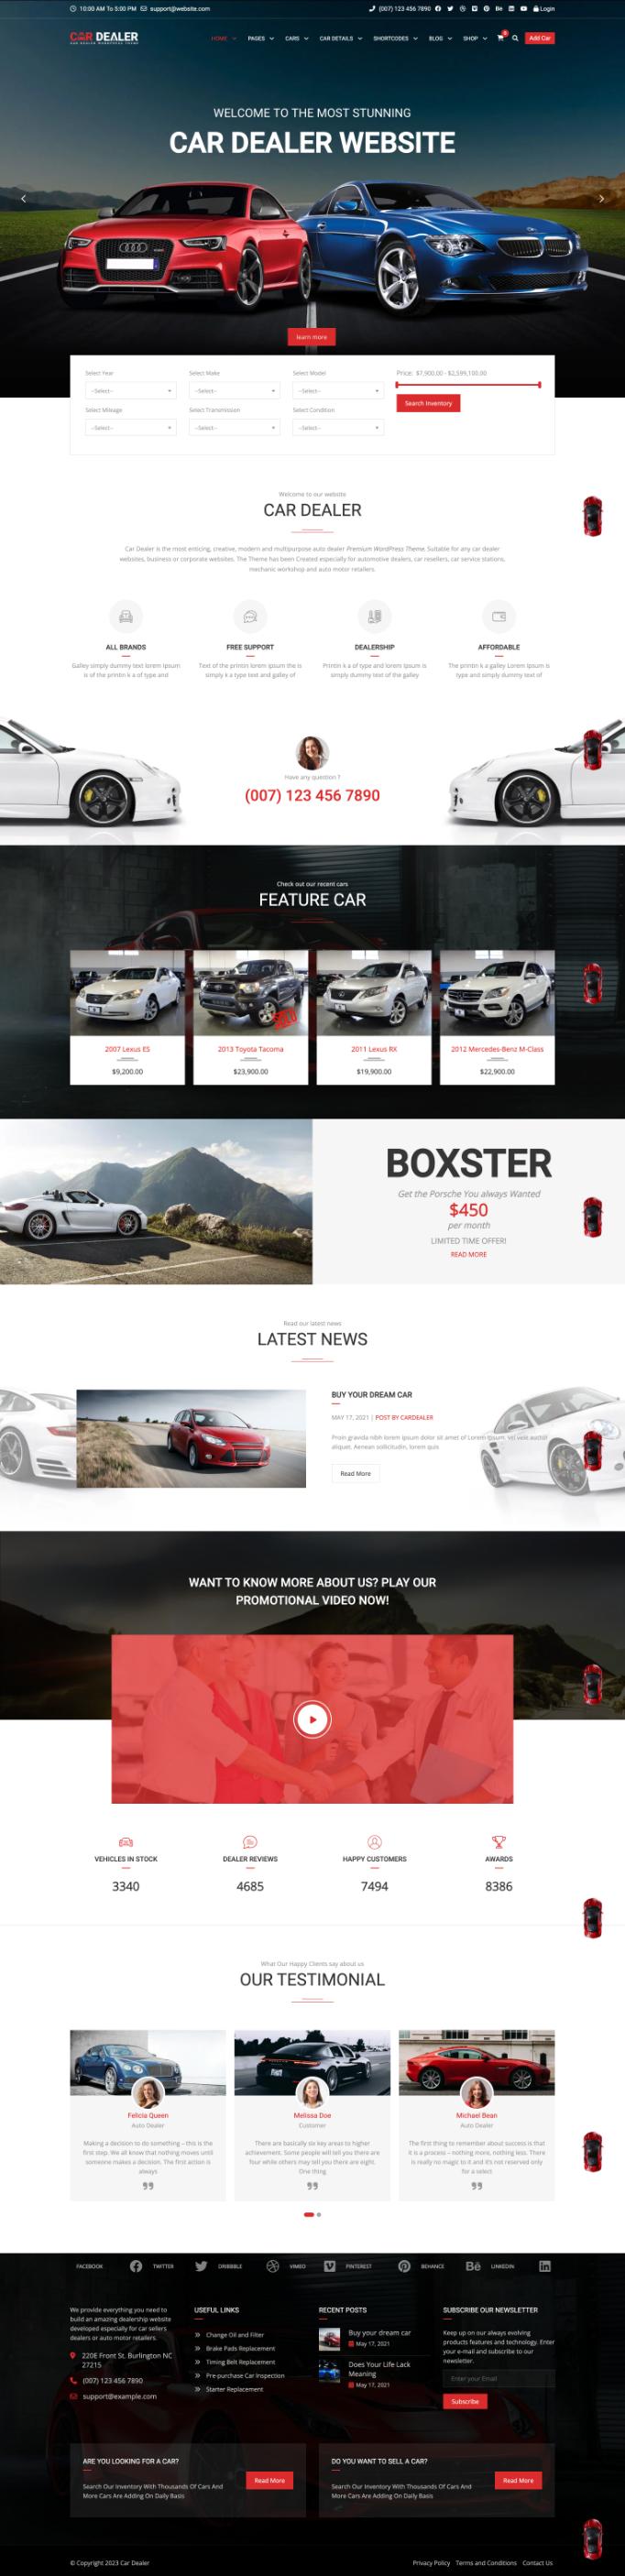 10:00 AM To 5:00 PM support@website.com
(007) 123 456 7890 Login
CAR DEALER
HOME PAGES CARS CAR DETAILS SHORTCODES BLOG SHOP 0 Add Car
WELCOME TO THE MOST STUNNING
CAR DEALER WEBSITE
learn more
Select Year Select Make Select Model Price: $7,900.00 - $2,599,100.00
--Select-- --Select-- --Select--
Search Inventory
Select Mileage Select Transmission Select Condition
--Select-- --Select-- --Select--
Welcome to our website
CAR DEALER
Car Dealer is the most enticing, creative, modern and multipurpose auto dealer Premium WordPress Theme. Suitable for any car dealer
websites, business or corporate websites. The Theme has been Created especially for automotive dealers, car resellers, car service stations,
mechanic workshop and auto motor retailers.
ALL BRANDS FREE SUPPORT DEALERSHIP AFFORDABLE
Galley simply dummy text lorem Ipsum
is of the printin k a of type and
Text of the printin lorem ipsum the is
simply k a type text and galley of
Printin k a of type and lorem Ipsum is
simply dummy text of the galley
The printin k a galley Lorem Ipsum is
type and simply dummy text of
Have any question ?
(007) 123 456 7890
Check out our recent cars
FEATURE CAR
SOLD
2007 Lexus ES 2013 Toyota Tacoma 2011 Lexus RX 2012 Mercedes-Benz M-Class
$9,200.00 $23,900.00 $19,900.00 $22,900.00
BOXSTER
Get the Porsche You always Wanted
$450
per month
LIMITED TIME OFFER!
READ MORE
Read our latest news
LATEST NEWS
BUY YOUR DREAM CAR
MAY 17, 2021 | POST BY CARDEALER
Proin gravida nibh lorem ipsum dolor sit amet of Lorem Ipsum. vel velit auctor
aliquet. Aenean sollicitudin, lorem quis
Read More
WANT TO KNOW MORE ABOUT US? PLAY OUR
PROMOTIONAL VIDEO NOW!
VEHICLES IN STOCK DEALER REVIEWS HAPPY CUSTOMERS AWARDS
3340 4685 7494 8386
What Our Happy Clients say about us
OUR TESTIMONIAL
Felicia Queen
Auto Dealer
Making a decision to do something – this is the
first step. We all know that nothing moves until
someone makes a decision. The first action is
always
Melissa Doe
Customer
There are basically six key areas to higher
achievement. Some people will tell you there are
four while others may tell you there are eight.
One thing
Michael Bean
Auto Dealer
The first thing to remember about success is that
it is a process – nothing more, nothing less. There
is really no magic to it and it's not reserved only
for a select
FACEBOOK TWITTER DRIBBBLE VIMEO PINTEREST BEHANCE LINKEDIN
We provide everything you need to
build an amazing dealership website
developed especially for car sellers
dealers or auto motor retailers.
220E Front St. Burlington NC
27215
(007) 123 456 7890
support@example.com
USEFUL LINKS
Change Oil and Filter
Brake Pads Replacement
Timing Belt Replacement
Pre-purchase Car Inspection
Starter Replacement
RECENT POSTS
Buy your dream car
May 17, 2021
Does Your Life Lack
Meaning
May 17, 2021
SUBSCRIBE OUR NEWSLETTER
Keep up on our always evolving
products features and technology. Enter
your e-mail and subscribe to our
newsletter.
Enter your Email
Subscribe
ARE YOU LOOKING FOR A CAR?
Search Our Inventory With Thousands Of Cars And
More Cars Are Adding On Daily Basis
Read More
DO YOU WANT TO SELL A CAR?
Search Our Inventory With Thousands Of Cars And
More Cars Are Adding On Daily Basis
Read More
© Copyright 2023 Car Dealer
Privacy Policy Terms and Conditions Contact Us